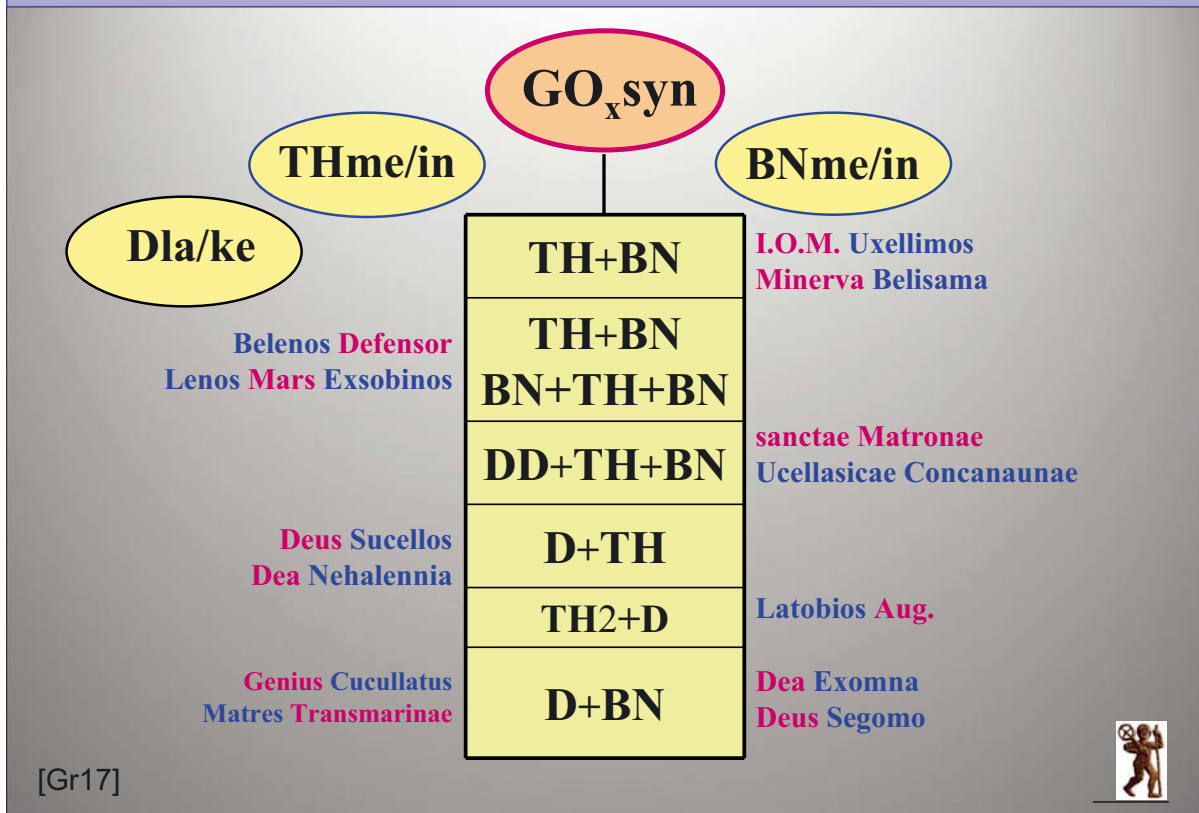 GOxsyn
THme/in
BNme/in
Dla/ke
TH+BN
I.O.M. Uxellimos
Minerva Belisama
Belenos Defensor
Lenos Mars Exsobinos
TH+BN
BN+TH+BN
DD+TH+BN
sanctae Matronae
Ucellasicae Concanaunae
Deus Sucellos
Dea Nehalennia
D+TH
TH2+D
Latobios Aug.
Genius Cucullatus
Matres Transmarinae
D+BN
Dea Exomna
Deus Segomo
[Gr17]